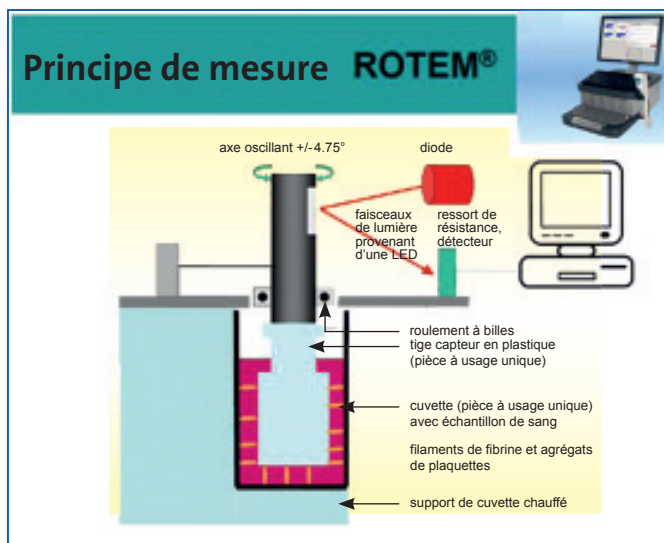 Principe de mesure ROTEM®
axe oscillant +/-4.75°
diode
faisceaux
de lumière
provenant
d'une LED
ressort de
résistance,
détecteur
roulement à billes
tige capteur en plastique
(pièce à usage unique)
cuvette (pièce à usage unique)
avec échantillon de sang
filaments de fibrine et agrégats
de plaquettes
support de cuvette chauffé